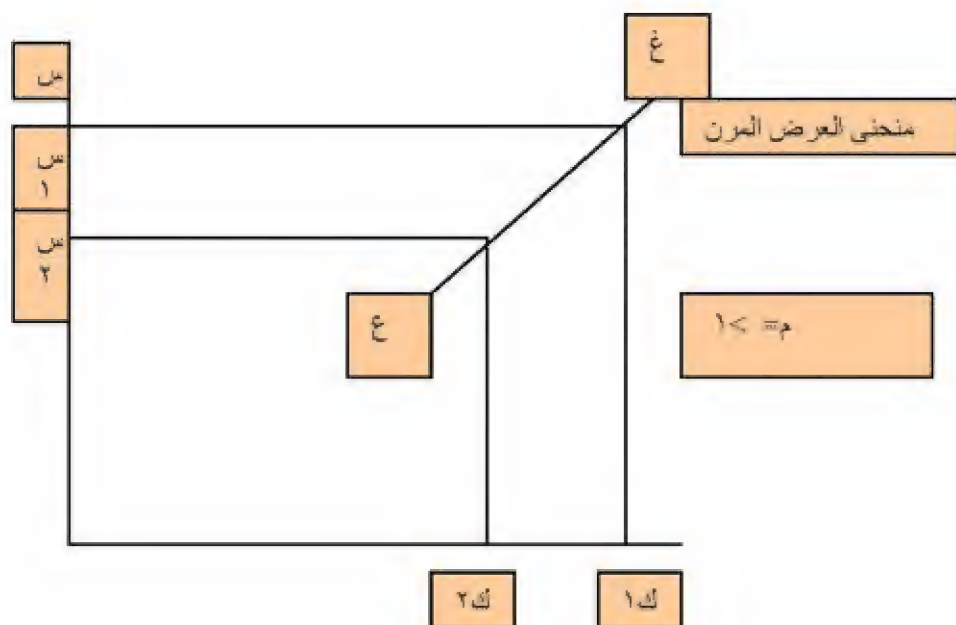 س
غ
منحنى العرض المرن
س
١
س
٢
ع
م= >١
ك٢
ك١